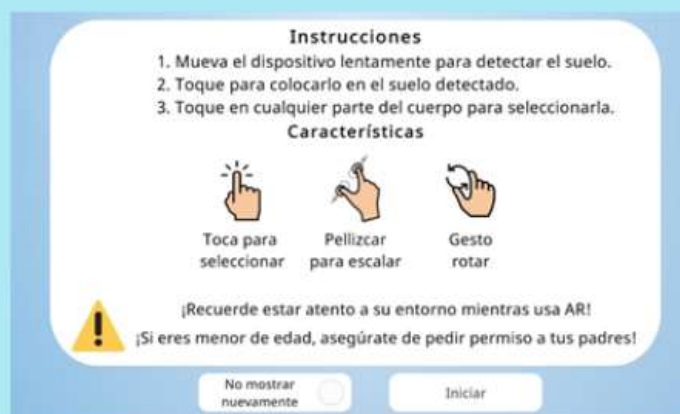 Instrucciones
1. Mueva el dispositivo lentamente para detectar el suelo.
2. Toque para colocarlo en el suelo detectado.
3. Toque en cualquier parte del cuerpo para seleccionarla.
Características
Toca para
seleccionar
Pellizcar
para escalar
Gesto
rotar
¡Recuerde estar atento a su entorno mientras usa AR!
¡Si eres menor de edad, asegúrate de pedir permiso a tus padres!
No mostrar
nuevamente
Iniciar